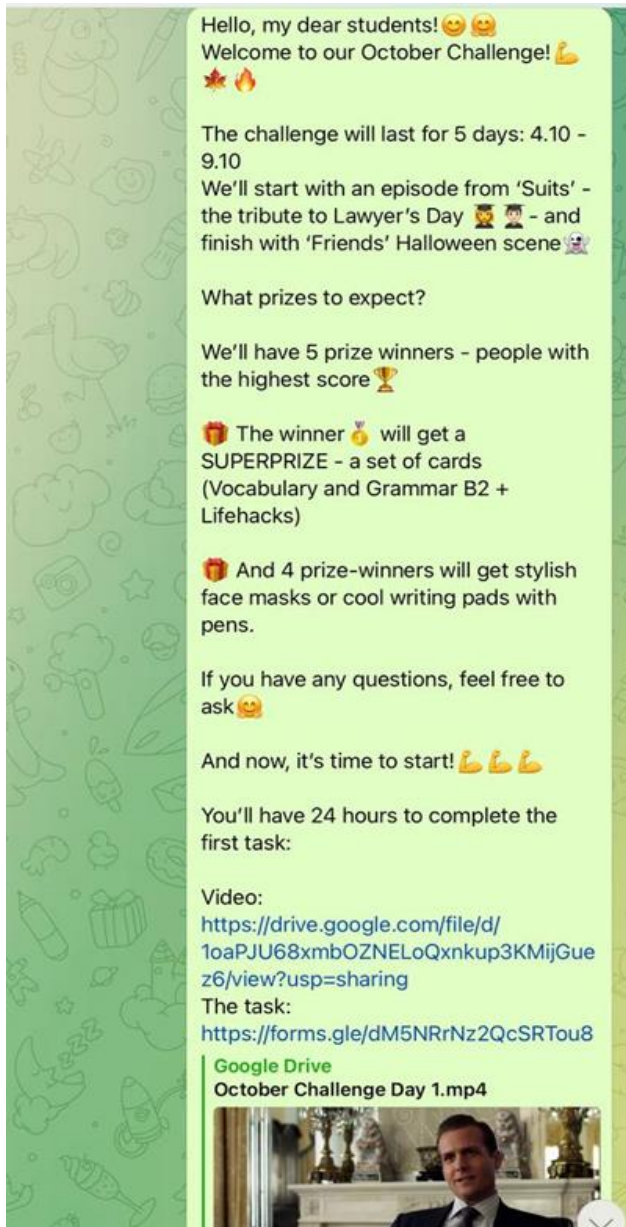 Hello, my dear students!😊🤗
Welcome to our October Challenge!💪
🍁🔥
The challenge will last for 5 days: 4.10 -
9.10
We'll start with an episode from 'Suits' -
the tribute to Lawyer's Day 👩‍🎓👨🏻‍🎓 - and
finish with 'Friends' Halloween scene👻
What prizes to expect?
We'll have 5 prize winners - people with
the highest score🏆
🎁 The winner🥇 will get a
SUPERPRIZE - a set of cards
(Vocabulary and Grammar B2 +
Lifehacks)
🎁 And 4 prize-winners will get stylish
face masks or cool writing pads with
pens.
If you have any questions, feel free to
ask🤗
And now, it's time to start!💪💪💪
You'll have 24 hours to complete the
first task:
Video:
https://drive.google.com/file/d/
1oaPJU68xmbOZNELoQxnkup3KMijGue
z6/view?usp=sharing
The task:
https://forms.gle/dM5NRrNz2QcSRTou8
Google Drive
October Challenge Day 1.mp4